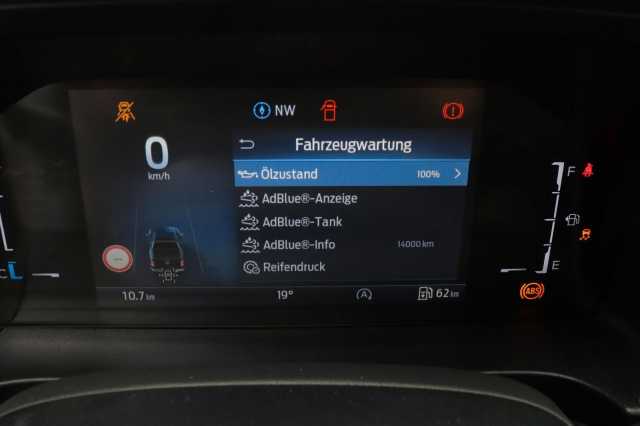 NW
0
km/h
Fahrzeugwartung
Ölzustand 100%
AdBlue®-Anzeige
AdBlue®-Tank
AdBlue®-Info 14000 km
Reifendruck
F
E
C
ABS
10.7 km
19°
A
62 km